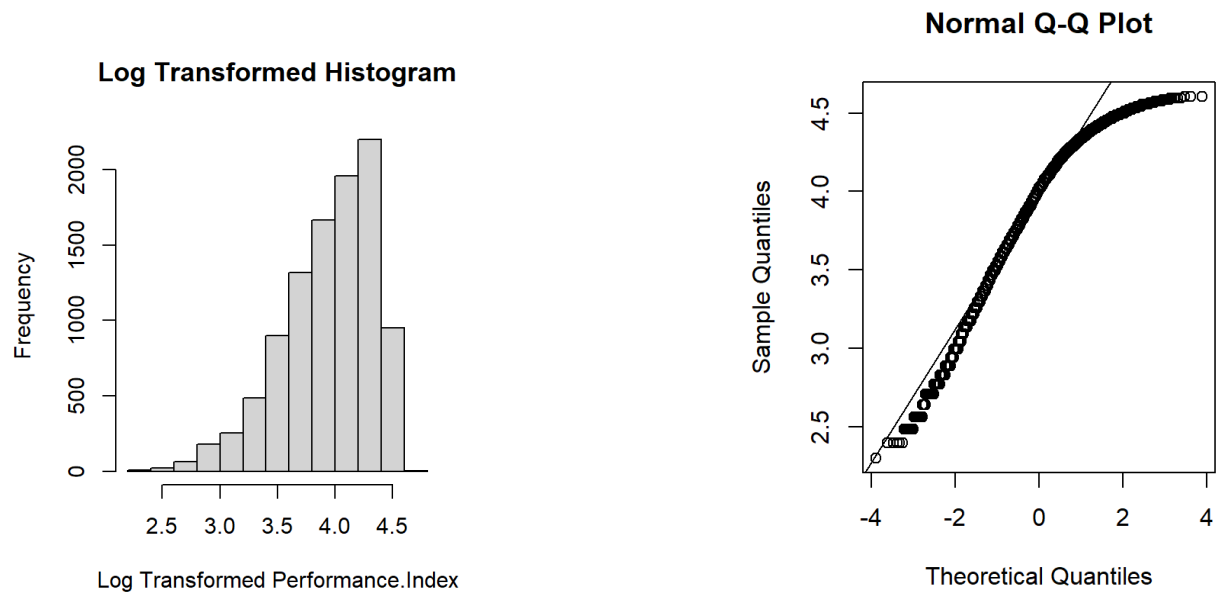 Log Transformed Histogram
Frequency
2000
1500
1000
500
0
2.5 3.0 3.5 4.0 4.5
Log Transformed Performance.Index
Normal Q-Q Plot
Sample Quantiles
4.5
4.0
3.5
3.0
2.5
-4 -2 0 2 4
Theoretical Quantiles